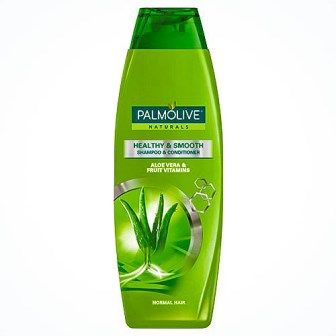 PALMOLIVE
NATURALS
HEALTHY & SMOOTH
SHAMPOO & CONDITIONER
ALOE VERA &
FRUIT VITAMINS
NORMAL HAIR